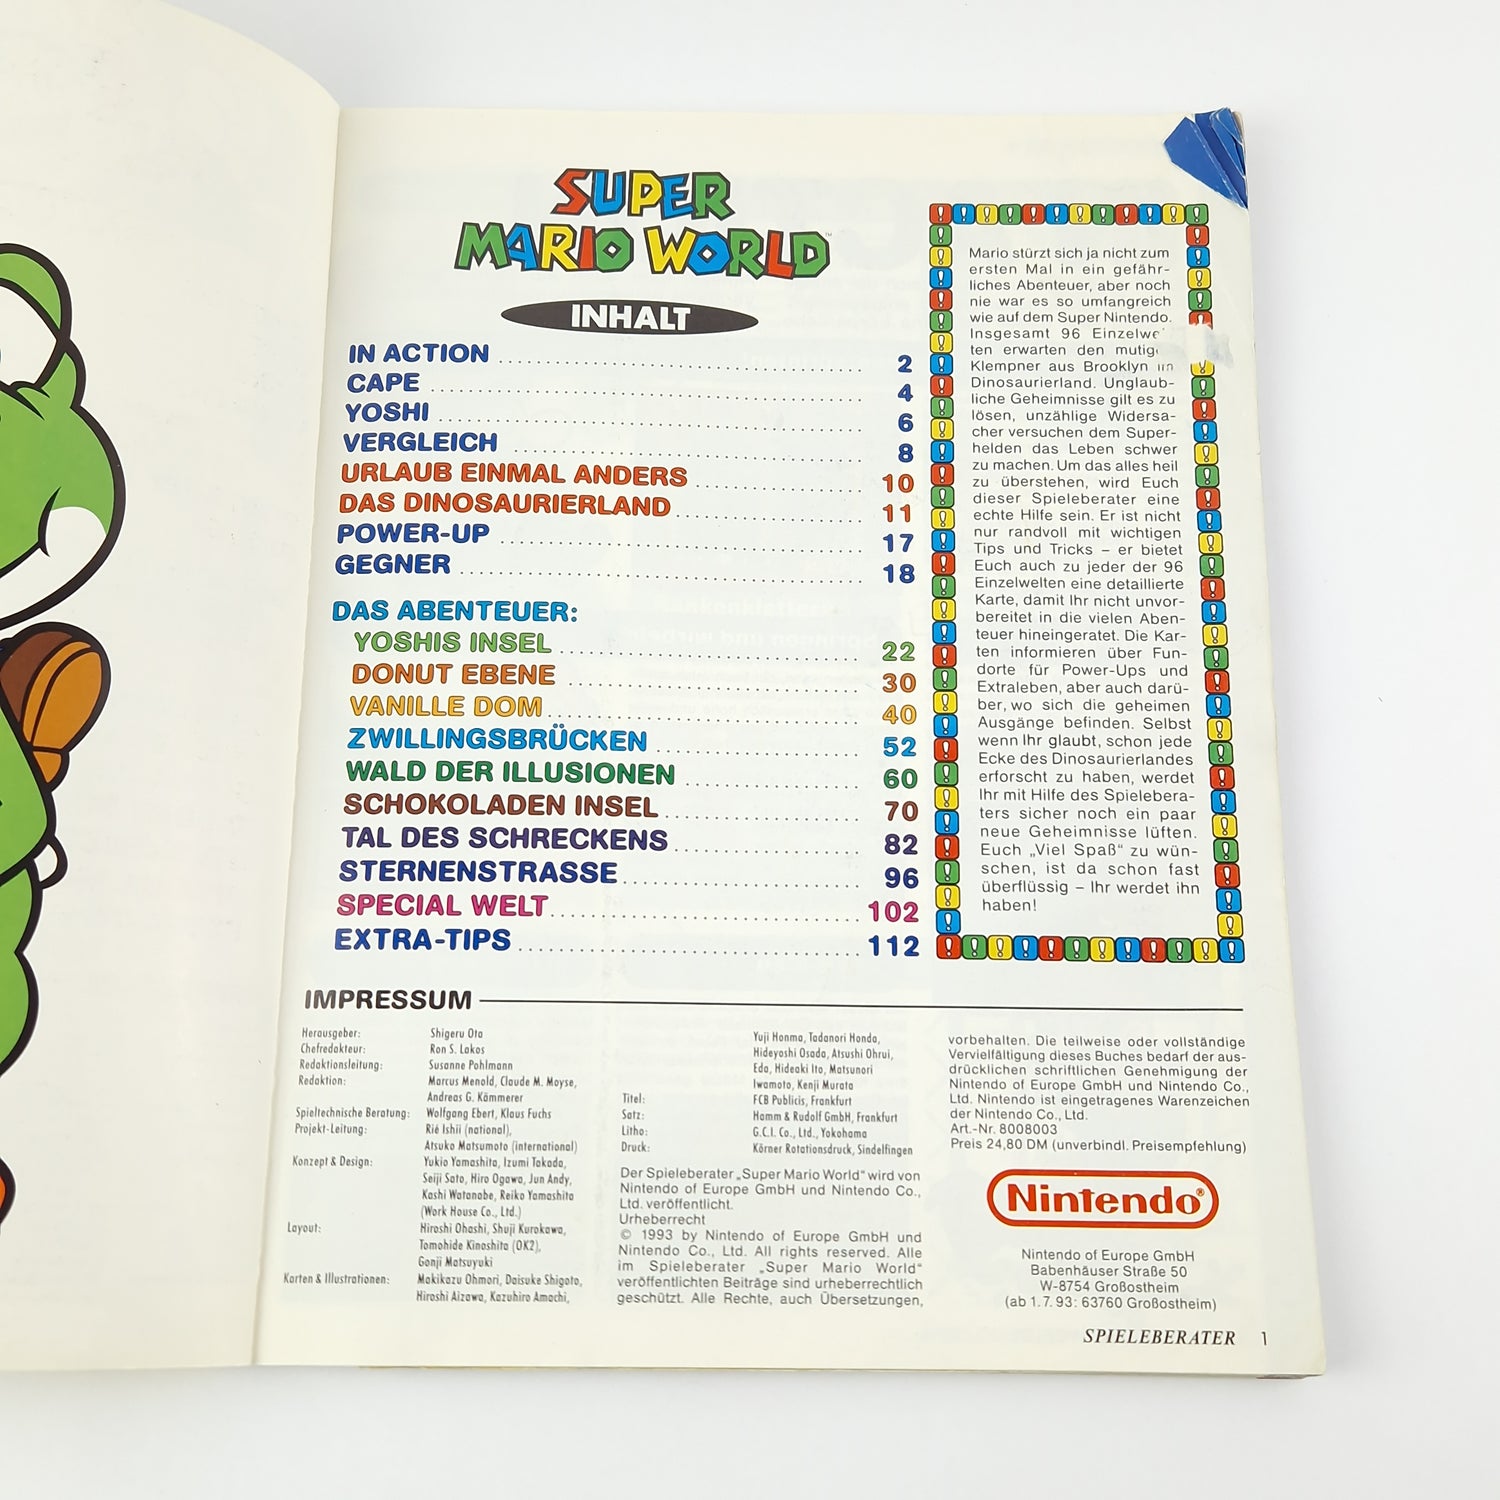 SUPER
MARIO WORLD
™
INHALT
IN ACTION 2
CAPE 4
YOSHI 6
VERGLEICH 8
URLAUB EINMAL ANDERS 10
DAS DINOSAURIERLAND 11
POWER-UP 17
GEGNER 18
DAS ABENTEUER:
YOSHIS INSEL 22
DONUT EBENE 30
VANILLE DOM 40
ZWILLINGSBRÜCKEN 52
WALD DER ILLUSIONEN 60
SCHOKOLADEN INSEL 70
TAL DES SCHRECKENS 82
STERNENSTRASSE 96
SPECIAL WELT 102
EXTRA-TIPS 112
Mario stürzt sich ja nicht zum
ersten Mal in ein gefähr-
liches Abenteuer, aber noch
nie war es so umfangreich
wie auf dem Super Nintendo.
Insgesamt 96
ten erwarten den
Klempner aus Brooklyn im
Dinosaurierland. Unglaub-
liche Geheimnisse gilt es zu
lösen, unzählige Widersa-
cher versuchen dem Super-
helden das Leben schwer
zu machen. Um das alles heil
zu überstehen, wird Euch
dieser Spieleberater eine
echte Hilfe sein. Er ist nicht
nur randvoll mit wichtigen
Tips und Tricks – er bietet
Euch auch zu jeder der 96
Einzelwelten eine detaillierte
Karte, damit Ihr nicht unvor-
bereitet in die vielen Aben-
teuer hineingeratet. Die Kar-
ten informieren über Fun-
dorte für Power-Ups und
Extraleben, aber auch darü-
ber, wo sich die geheimen
Ausgänge befinden. Selbst
wenn Ihr glaubt, schon jede
Ecke des Dinosaurierlandes
erforscht zu haben, werdet
Ihr mit Hilfe des Spielebera-
ters sicher noch ein paar
neue Geheimnisse lüften.
Euch „Viel Spaß“ zu wün-
schen, ist da schon fast
überflüssig – Ihr werdet ihn
haben!
IMPRESSUM
Herausgeber: Shigeru Ota
Chefredakteur: Ron S. Lakos
Redaktionsleitung: Susanne Pohlmann
Redaktion: Marcus Menold, Claude M. Moyse,
Andreas G. Kämmerer
Spieltechnische Beratung: Wolfgang Ebert, Klaus Fuchs
Projekt-Leitung: Rié Ishii (national),
Atsuko Matsumoto (international)
Konzept & Design: Yukio Yamashita, Izumi Takada,
Seiji Sato, Hiro Ogawa, Jun Andy,
Kashi Watanabe, Reiko Yamashita
(Work House Co., Ltd.)
Layout: Hiroshi Ohashi, Shuji Kurokawa,
Tomohide Kinoshita (OK2),
Gonji Matsuyuki
Karten & Illustrationen: Makikazu Ohmori, Daisuke Shigoto,
Hiroshi Aizawa, Kazuhiro Amachi,
Yuji Honma, Tadanori Honda,
Hideyoshi Osada, Atsushi Ohrui,
Eda, Hideaki Ito, Matsunori
Iwamoto, Kenji Murata
Titel: FCB Publicis, Frankfurt
Satz: Hamm & Rudolf GmbH, Frankfurt
Litho: G.C.I. Co., Ltd., Yokohama
Druck: Körner Rotationsdruck, Sindelfingen
Der Spieleberater „Super Mario World“ wird von
Nintendo of Europe GmbH und Nintendo Co.,
Ltd. veröffentlicht.
Urheberrecht
© 1993 by Nintendo of Europe GmbH und
Nintendo Co., Ltd. All rights reserved. Alle
im Spieleberater „Super Mario World“
veröffentlichten Beiträge sind urheberrechtlich
geschützt. Alle Rechte, auch Übersetzungen,
vorbehalten. Die teilweise oder vollständige
Vervielfältigung dieses Buches bedarf der aus-
drücklichen schriftlichen Genehmigung der
Nintendo of Europe GmbH und Nintendo Co.,
Ltd. Nintendo ist eingetragenes Warenzeichen
der Nintendo Co., Ltd.
Art.-Nr. 8008003
Preis 24,80 DM (unverbindl. Preisempfehlung)
Nintendo®
Nintendo of Europe GmbH
Babenhäuser Straße 50
W-8754 Großostheim
(ab 1.7.93: 63760 Großostheim)
SPIELEBERATER 1